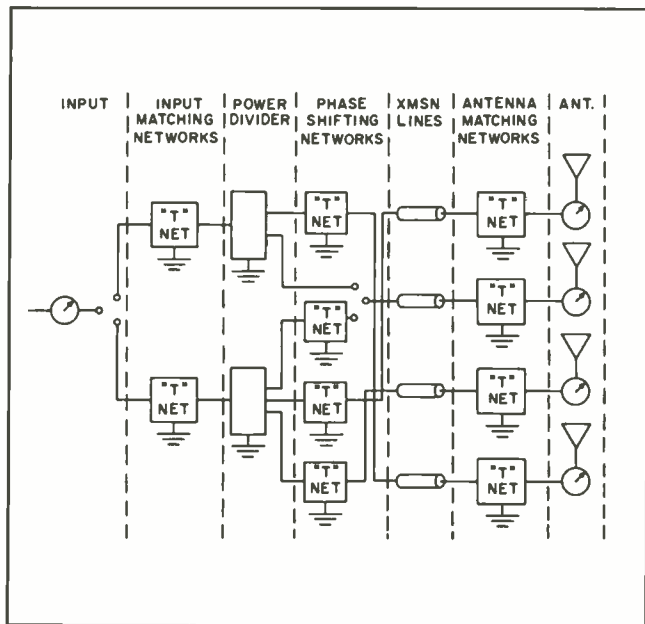 INPUT
INPUT
MATCHING
NETWORKS
POWER
DIVIDER
PHASE
SHIFTING
NETWORKS
XMSN
LINES
ANTENNA
MATCHING
NETWORKS
ANT.
"T"
NET
"T"
NET
"T"
NET
"T"
NET
"T"
NET
"T"
NET
"T"
NET
"T"
NET
"T"
NET
"T"
NET